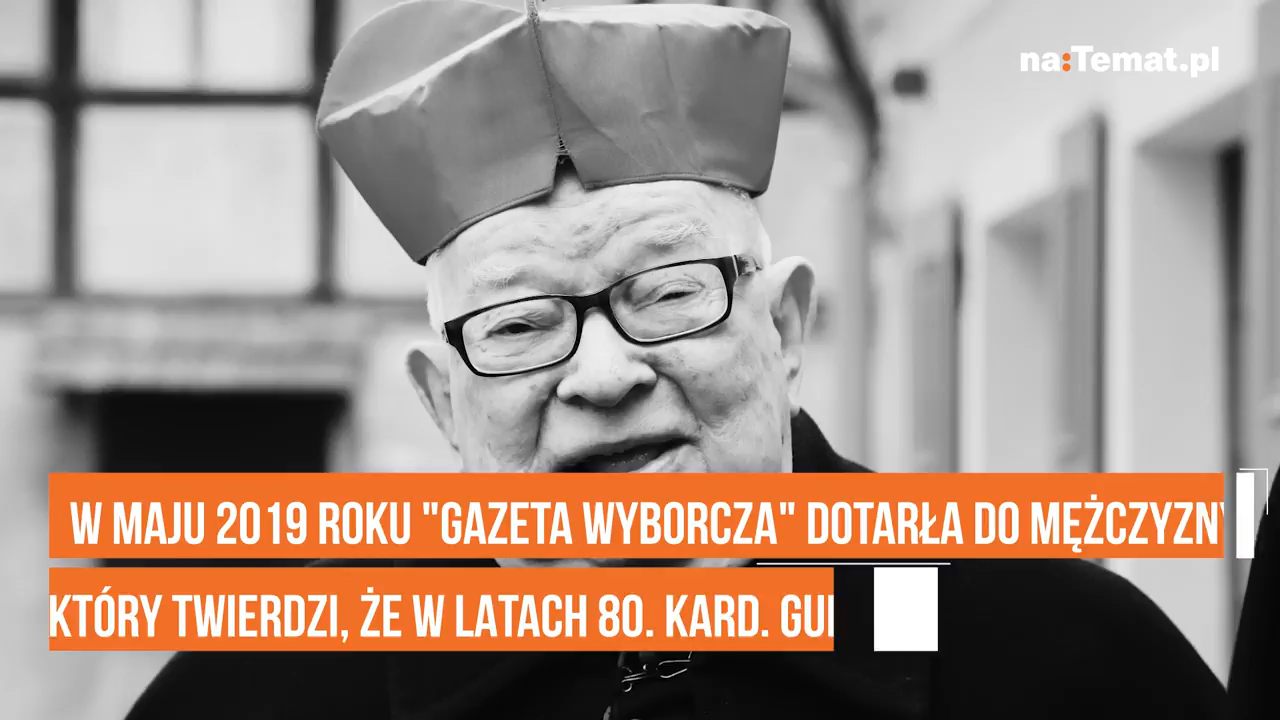 na:Temat.pl
W MAJU 2019 ROKU "GAZETA WYBORCZA" DOTARŁA DO MĘŻCZYZNY
KTÓRY TWIERDZI, ŻE W LATACH 80. KARD.